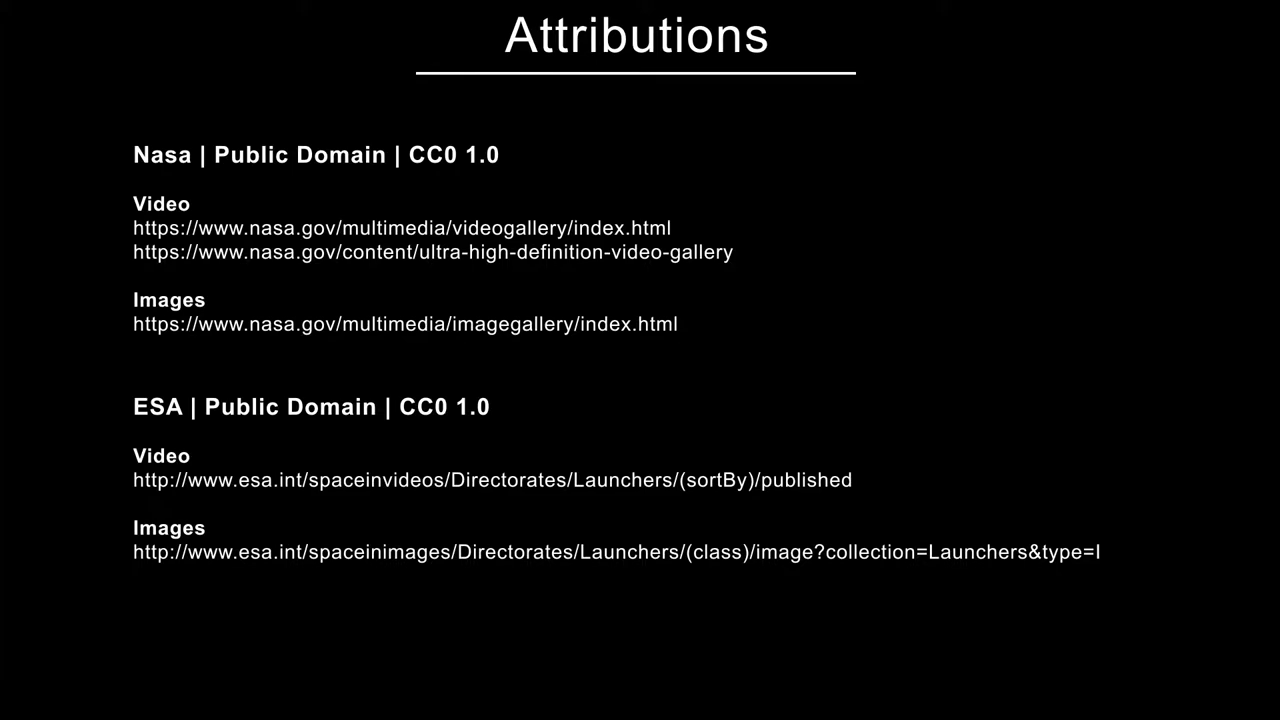 Attributions
Nasa | Public Domain | CC0 1.0
Video
https://www.nasa.gov/multimedia/videogallery/index.html
https://www.nasa.gov/content/ultra-high-definition-video-gallery
Images
https://www.nasa.gov/multimedia/imagegallery/index.html
ESA | Public Domain | CC0 1.0
Video
http://www.esa.int/spaceinvideos/Directorates/Launchers/(sortBy)/published
Images
http://www.esa.int/spaceinimages/Directorates/Launchers/(class)/image?collection=Launchers&type=I